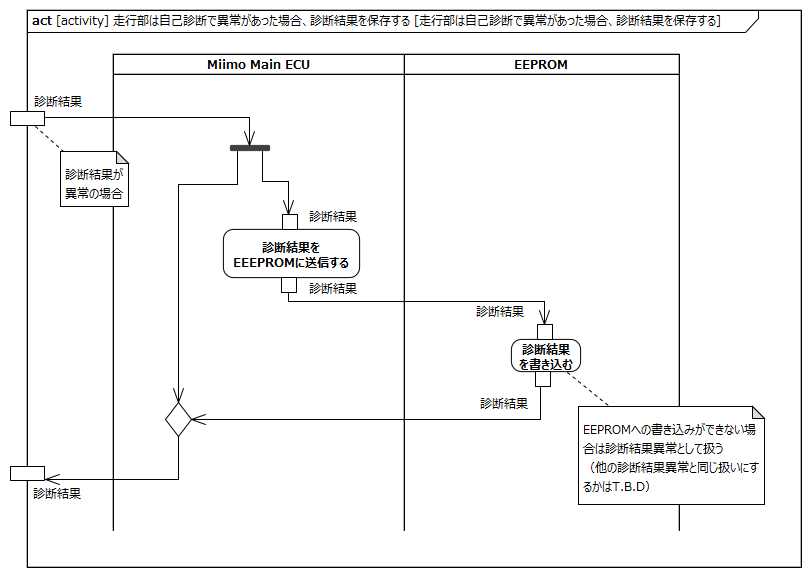 act [activity] 走行部は自己診断で異常があった場合、診断結果を保存する [走行部は自己診断で異常があった場合、診断結果を保存する]
Miimo Main ECU
EEPROM
診断結果
診断結果が
異常の場合
診断結果
診断結果を
EEEPROMに送信する
診断結果
診断結果
診断結果
を書き込む
診断結果
EEPROMへの書き込みができない場
合は診断結果異常として扱う
（他の診断結果異常と同じ扱いにす
るかはT.B.D）
診断結果